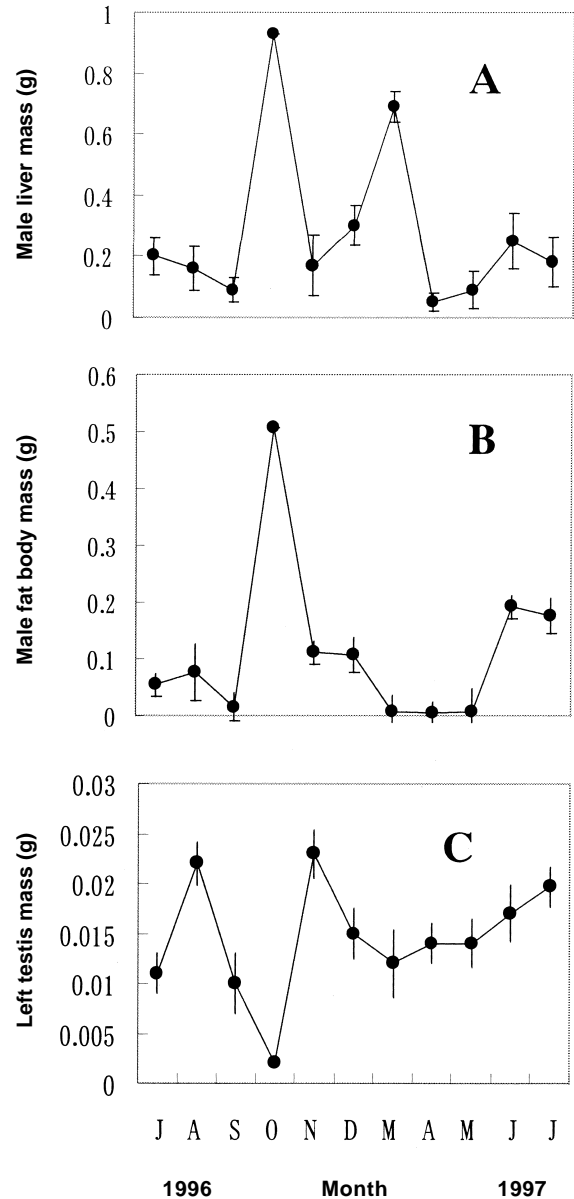 Male liver mass (g)
1
0.8
0.6
0.4
0.2
0
A
Male fat body mass (g)
0.6
0.5
0.4
0.3
0.2
0.1
0
B
Left testis mass (g)
0.03
0.025
0.02
0.015
0.01
0.005
0
C
J A S O N D M A M J J
1996 Month 1997